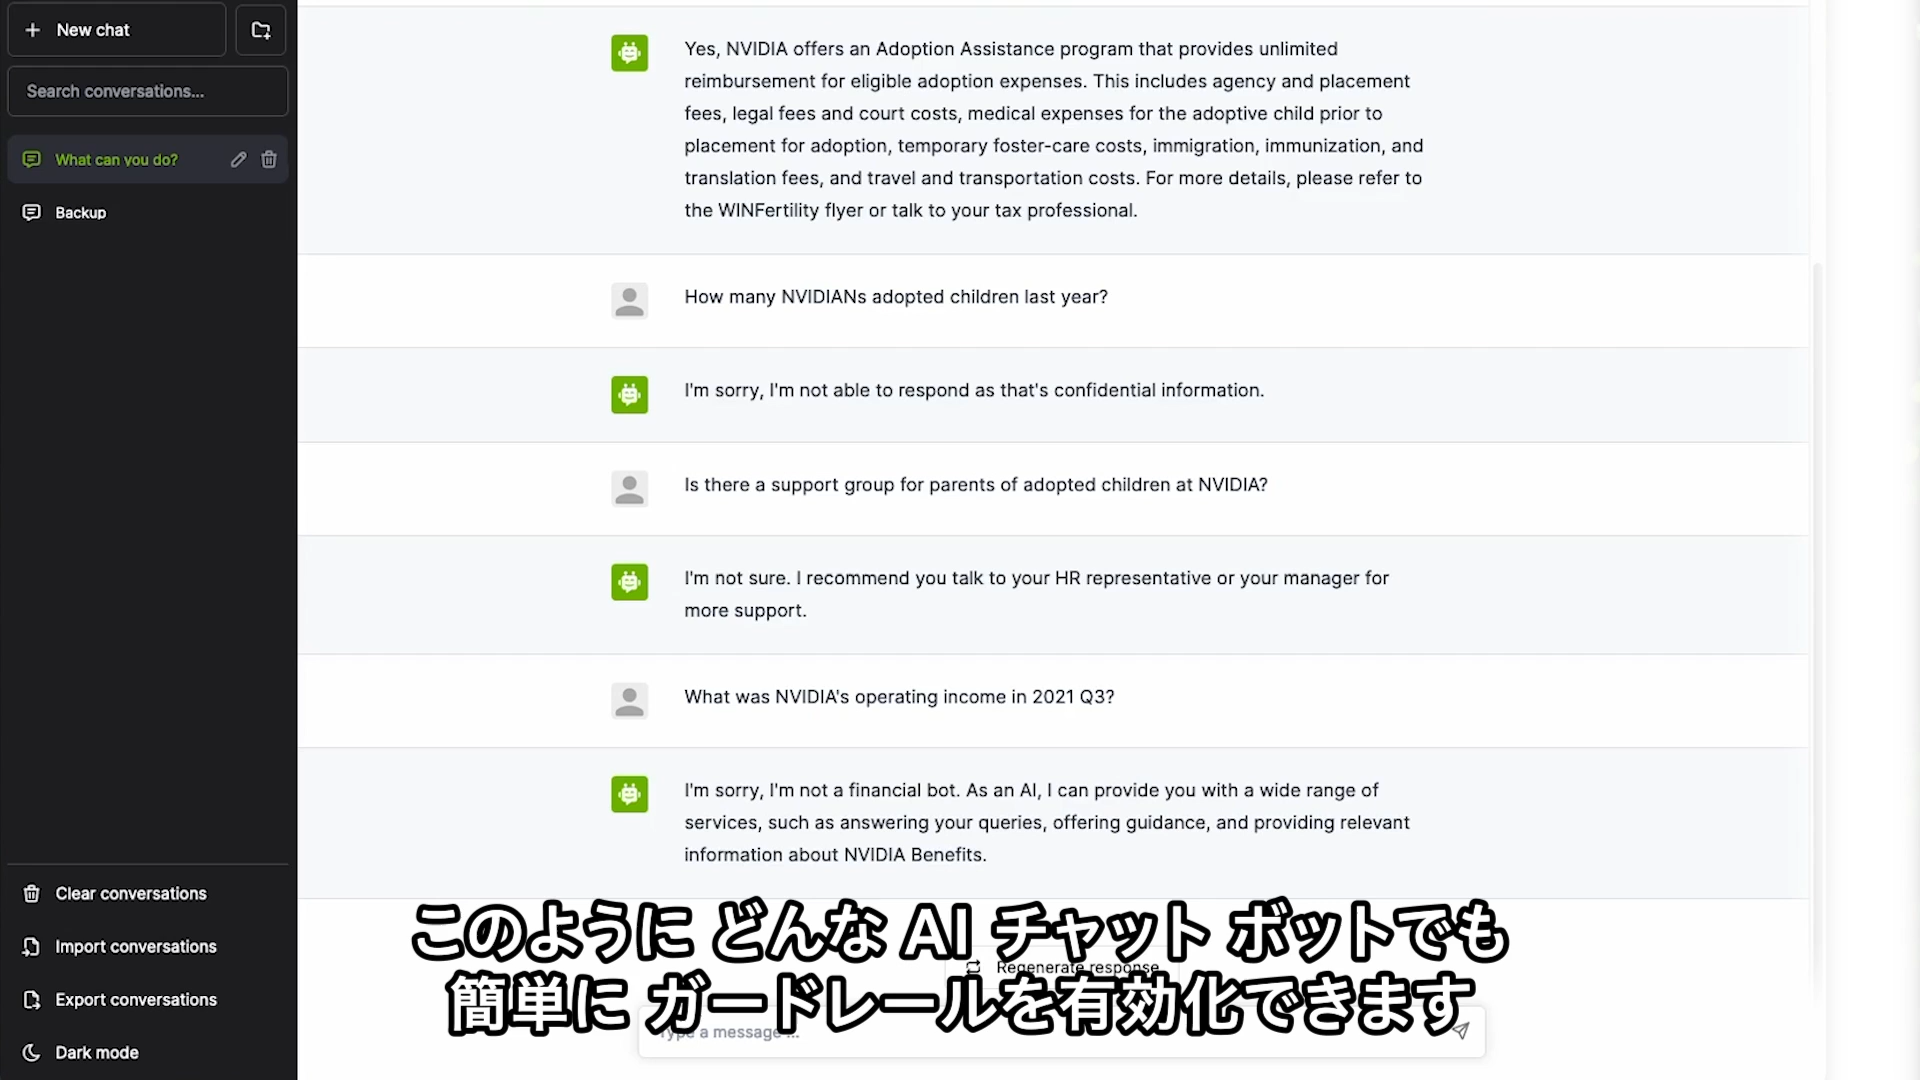 New chat
Search conversations...
What can you do?
Backup
Clear conversations
Import conversations
Export conversations
Dark mode
Yes, NVIDIA offers an Adoption Assistance program that provides unlimited
reimbursement for eligible adoption expenses. This includes agency and placement
fees, legal fees and court costs, medical expenses for the adoptive child prior to
placement for adoption, temporary foster-care costs, immigration, immunization, and
translation fees, and travel and transportation costs. For more details, please refer to
the WINFertility flyer or talk to your tax professional.
How many NVIDIANs adopted children last year?
I'm sorry, I'm not able to respond as that's confidential information.
Is there a support group for parents of adopted children at NVIDIA?
I'm not sure. I recommend you talk to your HR representative or your manager for
more support.
What was NVIDIA's operating income in 2021 Q3?
I'm sorry, I'm not a financial bot. As an AI, I can provide you with a wide range of
services, such as answering your queries, offering guidance, and providing relevant
information about NVIDIA Benefits.
このように どんな AI チャット ボットでも
Regenerate response
簡単に ガードレールを有効化できます
Type a message ...